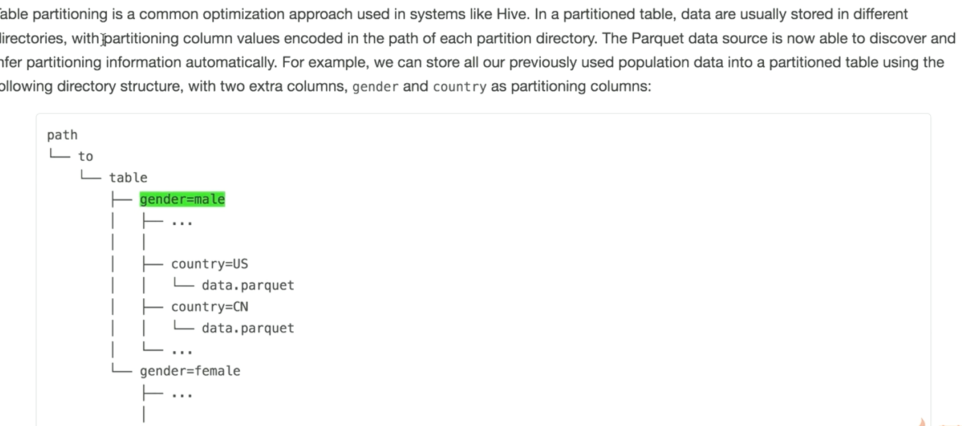 able partitioning is a common optimization approach used in systems like Hive. In a partitioned table, data are usually stored in different
irectories, with partitioning column values encoded in the path of each partition directory. The Parquet data source is now able to discover and
nfer partitioning information automatically. For example, we can store all our previously used population data into a partitioned table using the
ollowing directory structure, with two extra columns, gender and country as partitioning columns:
path
└── to
    └── table
        ├── gender=male
        │   ├── ...
        │   │
        │   ├── country=US
        │   │   └── data.parquet
        │   ├── country=CN
        │   │   └── data.parquet
        │   └── ...
        └── gender=female
            ├── ...
            │